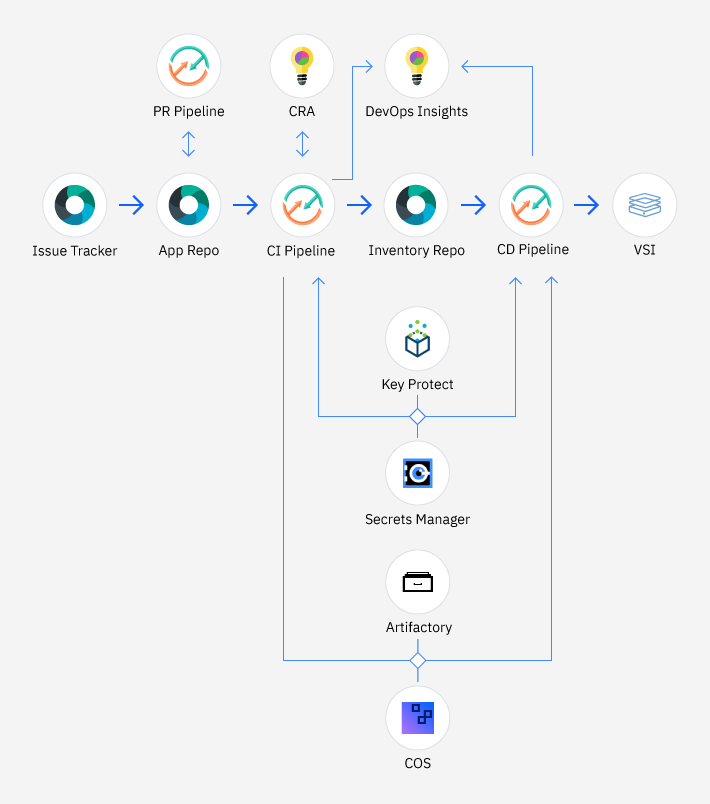 PR Pipeline
CRA
DevOps Insights
Issue Tracker
App Repo
CI Pipeline
Inventory Repo
CD Pipeline
VSI
Key Protect
Secrets Manager
Artifactory
COS